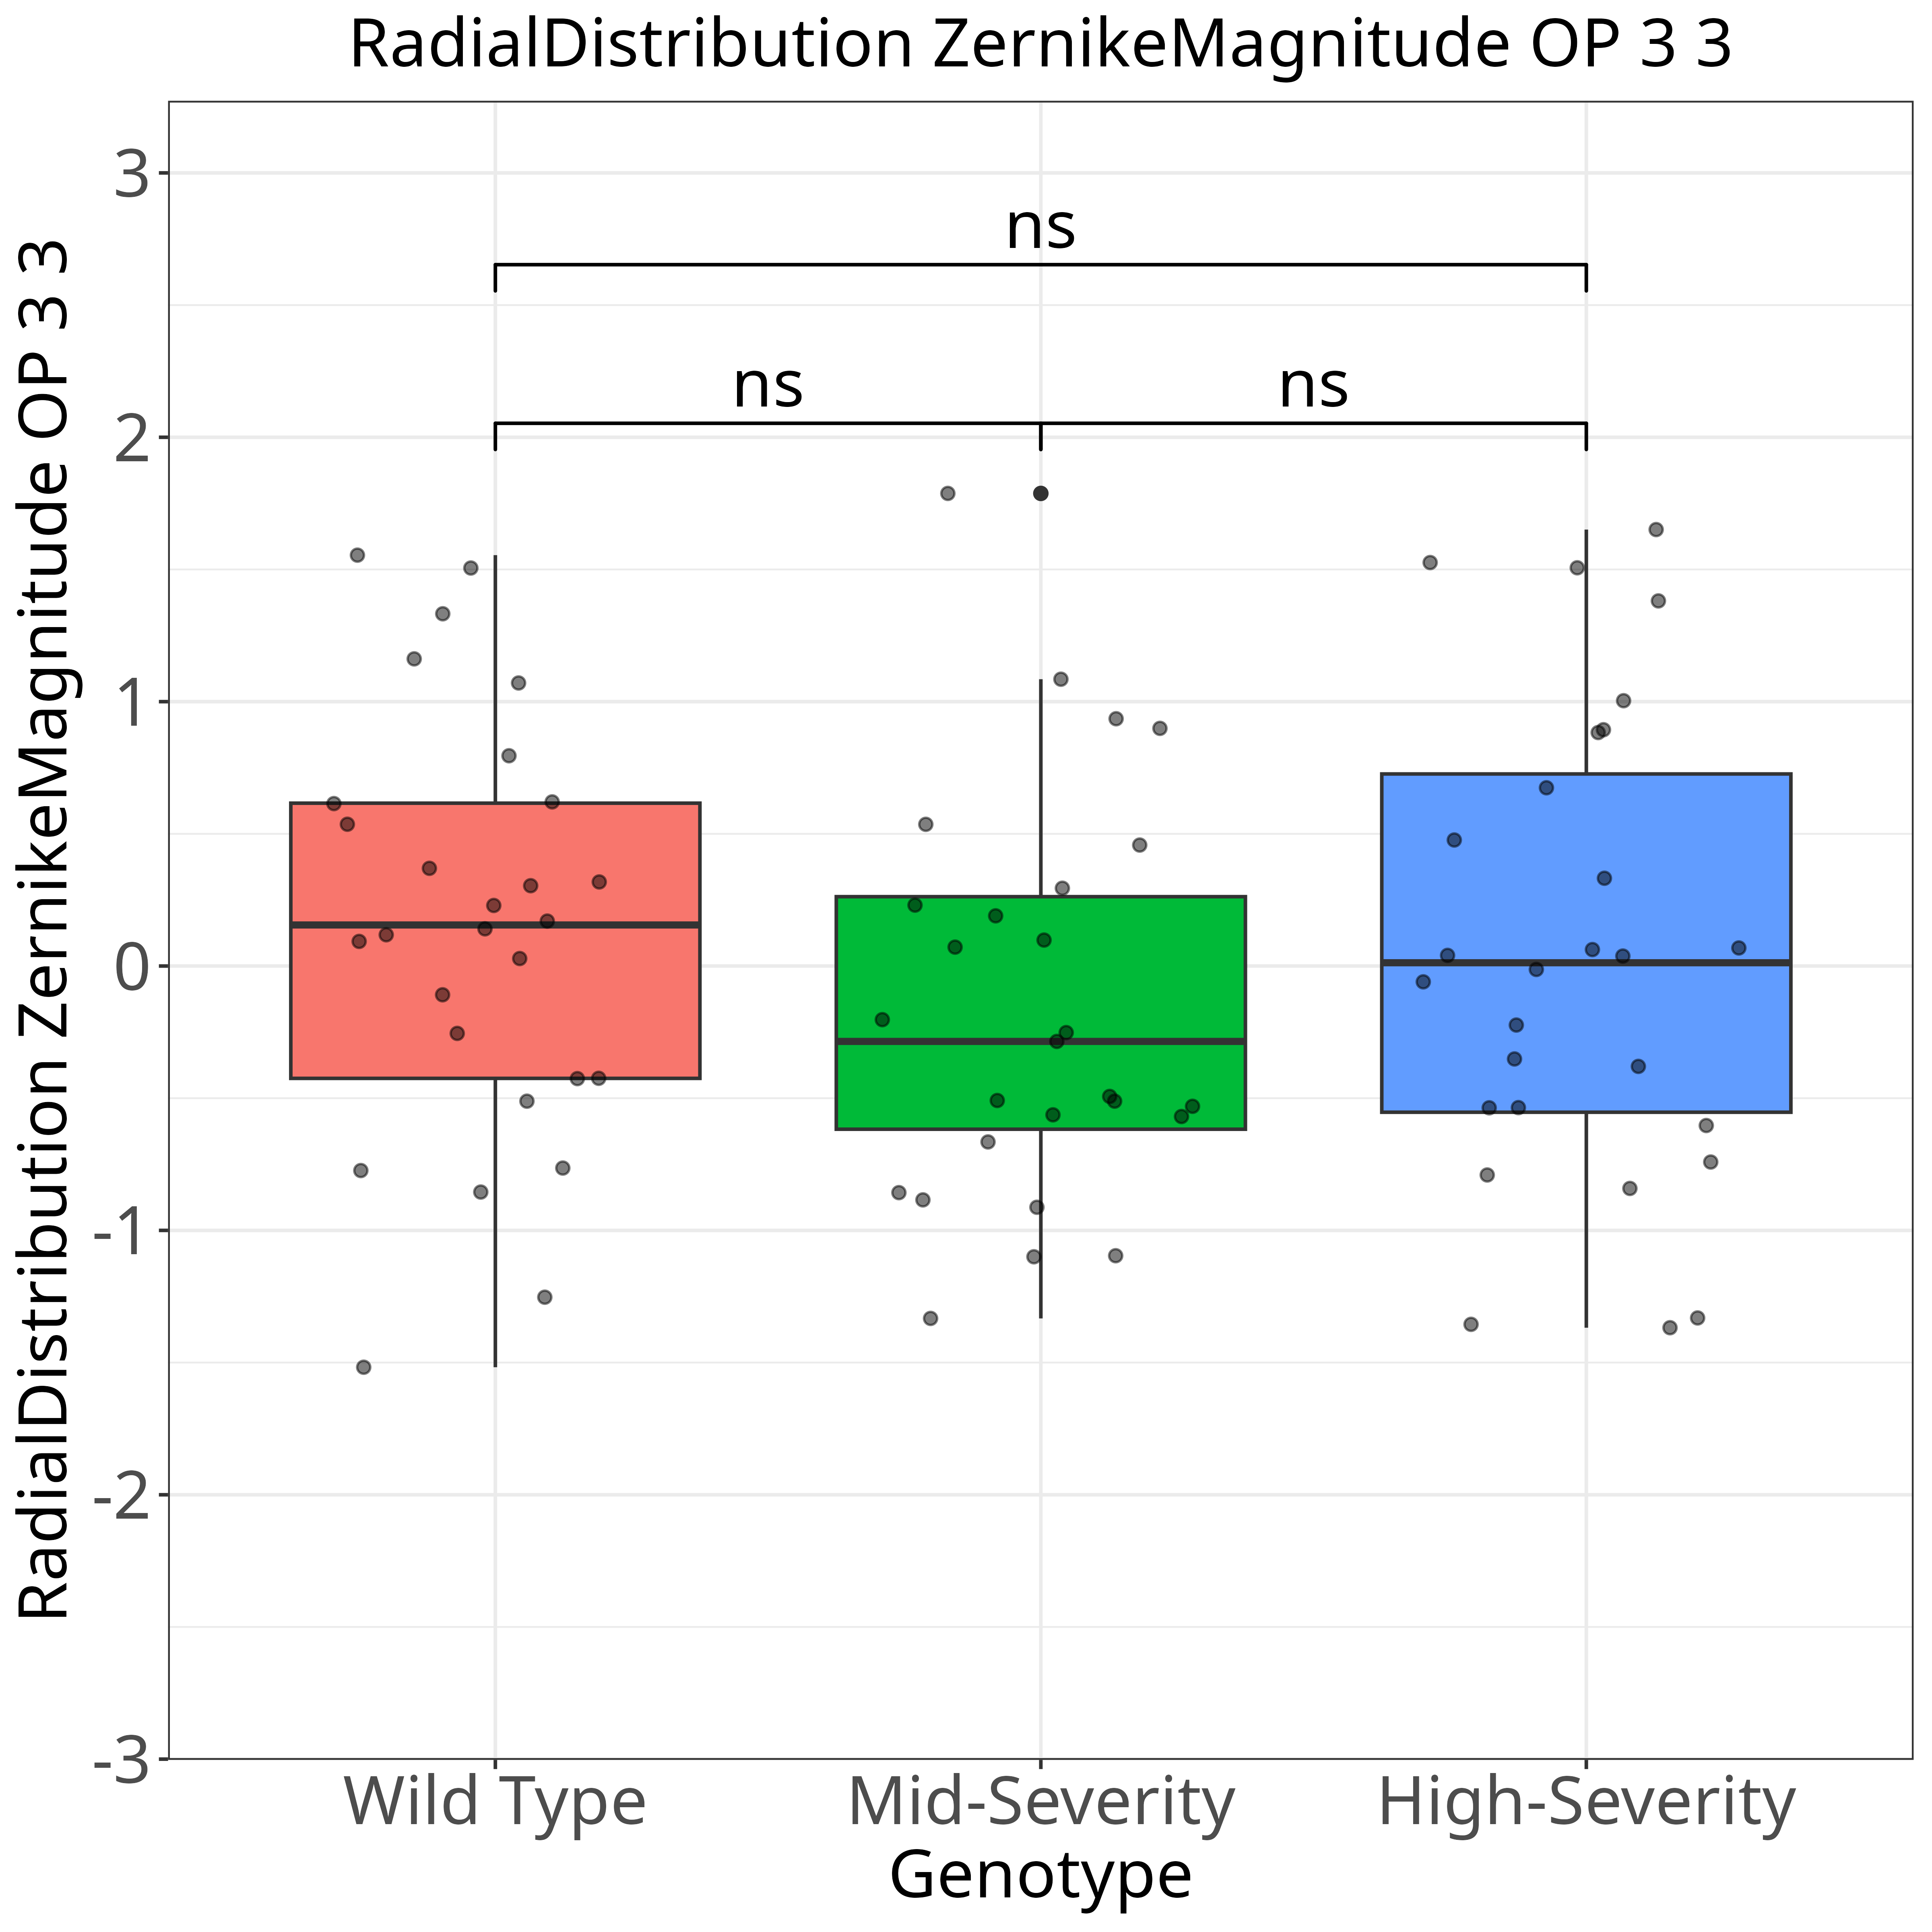 RadialDistribution ZernikeMagnitude OP 3 3
RadialDistribution ZernikeMagnitude OP 3 3
3
2
1
0
-1
-2
-3
ns
ns
ns
Wild Type
Mid-Severity
High-Severity
Genotype